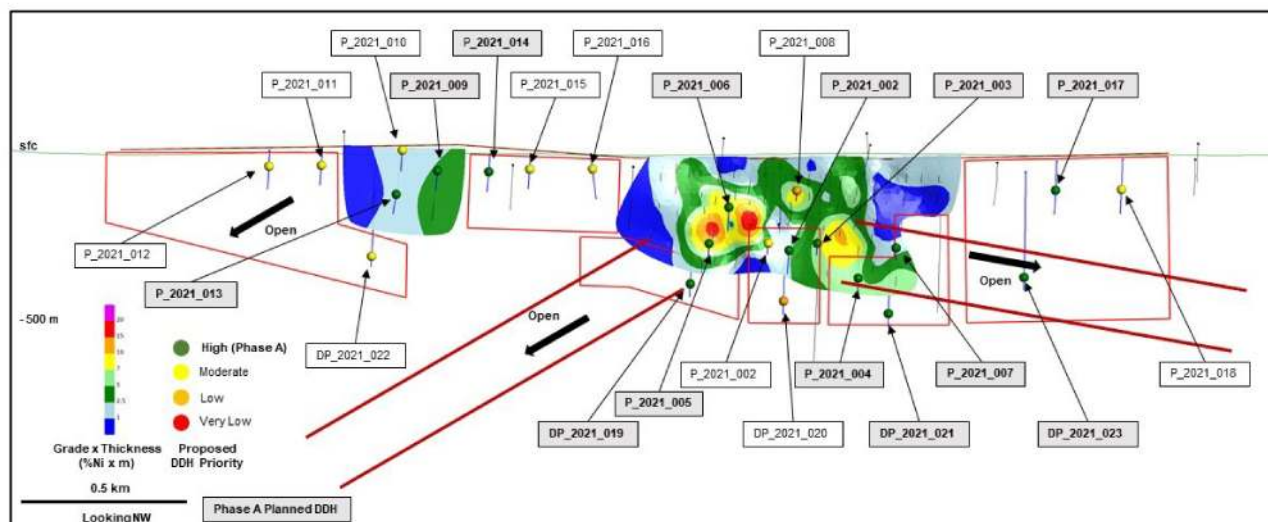 P_2021_010
P_2021_014
P_2021_016
P_2021_008
P_2021_011
P_2021_009
P_2021_015
P_2021_006
P_2021_002
P_2021_003
P_2021_017
sfc
Open
Open
P_2021_012
P_2021_013
- 500 m
Open
DP_2021_022
P_2021_002
P_2021_004
P_2021_007
P_2021_018
P_2021_005
DP_2021_019
DP_2021_020
DP_2021_021
DP_2021_023
20
15
10
7
5
2.5
1
High (Phase A)
Moderate
Low
Very Low
Grade x Thickness
(%Ni x m)
Proposed
DDH Priority
0.5 km
Looking NW
Phase A Planned DDH